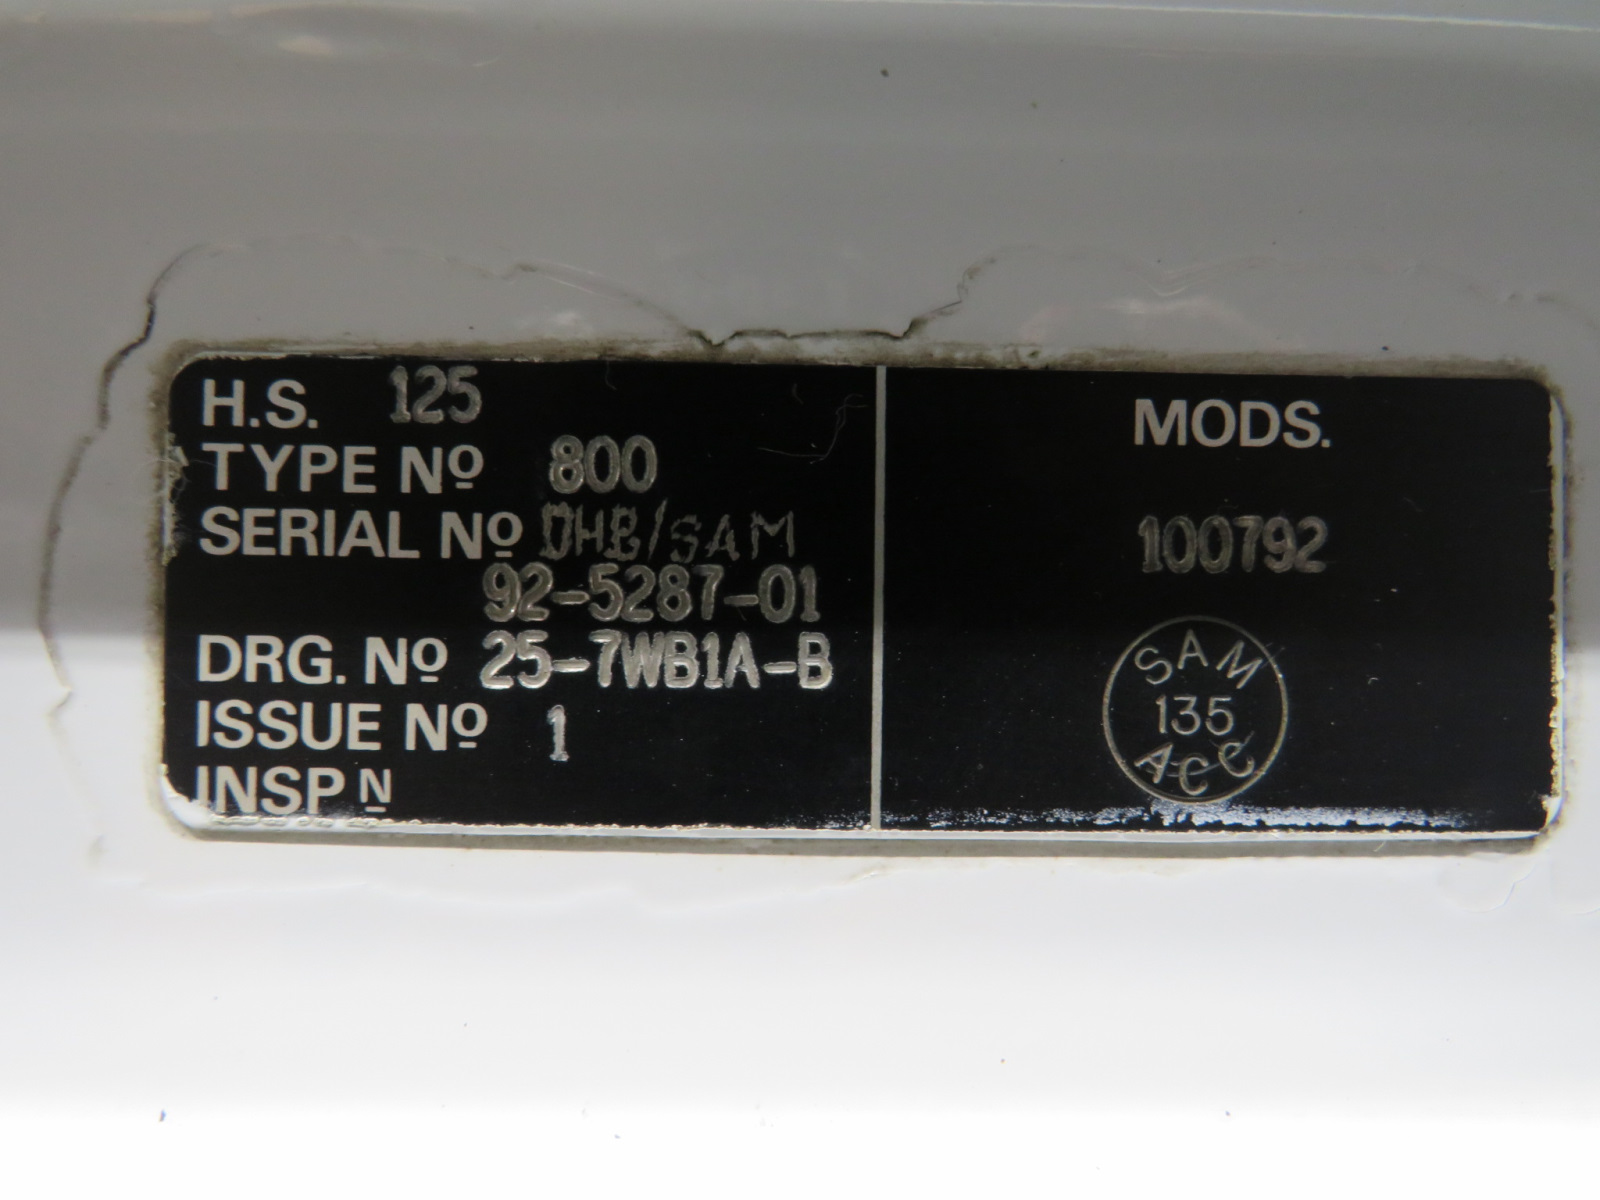 H.S. 125
TYPE Nº 800
SERIAL Nº DHB/SAM
92-5287-01
DRG. Nº 25-7WB1A-B
ISSUE Nº 1
INSP N
MODS.
100792
SAM
135
ACC